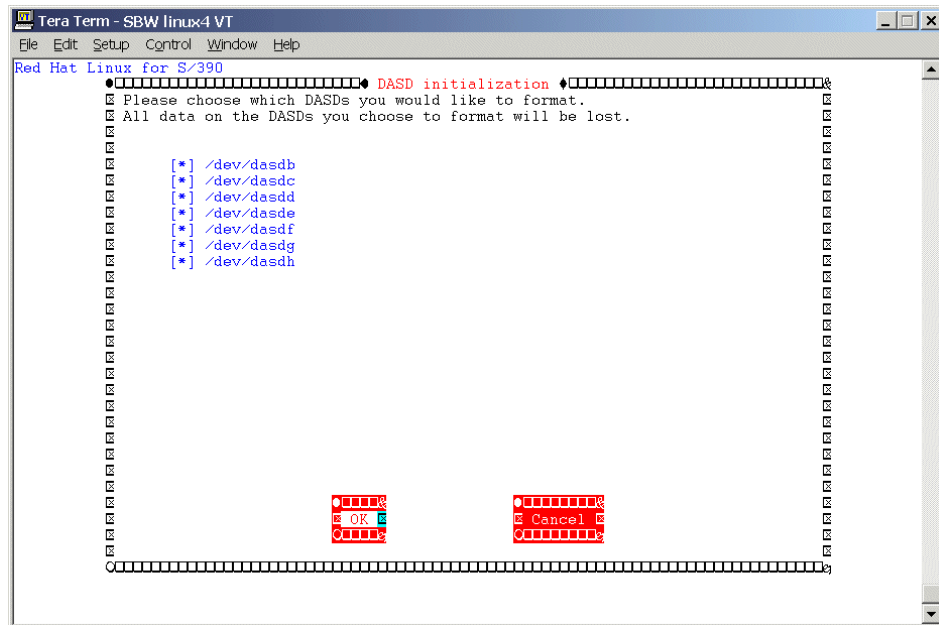 Tera Term - SBW linux4 VT
File Edit Setup Control Window Help
Red Hat Linux for S/390
DASD initialization
Please choose which DASDs you would like to format.
All data on the DASDs you choose to format will be lost.
[*] /dev/dasdb
[*] /dev/dasdc
[*] /dev/dasdd
[*] /dev/dasde
[*] /dev/dasdf
[*] /dev/dasdg
[*] /dev/dasdh
OK Cancel